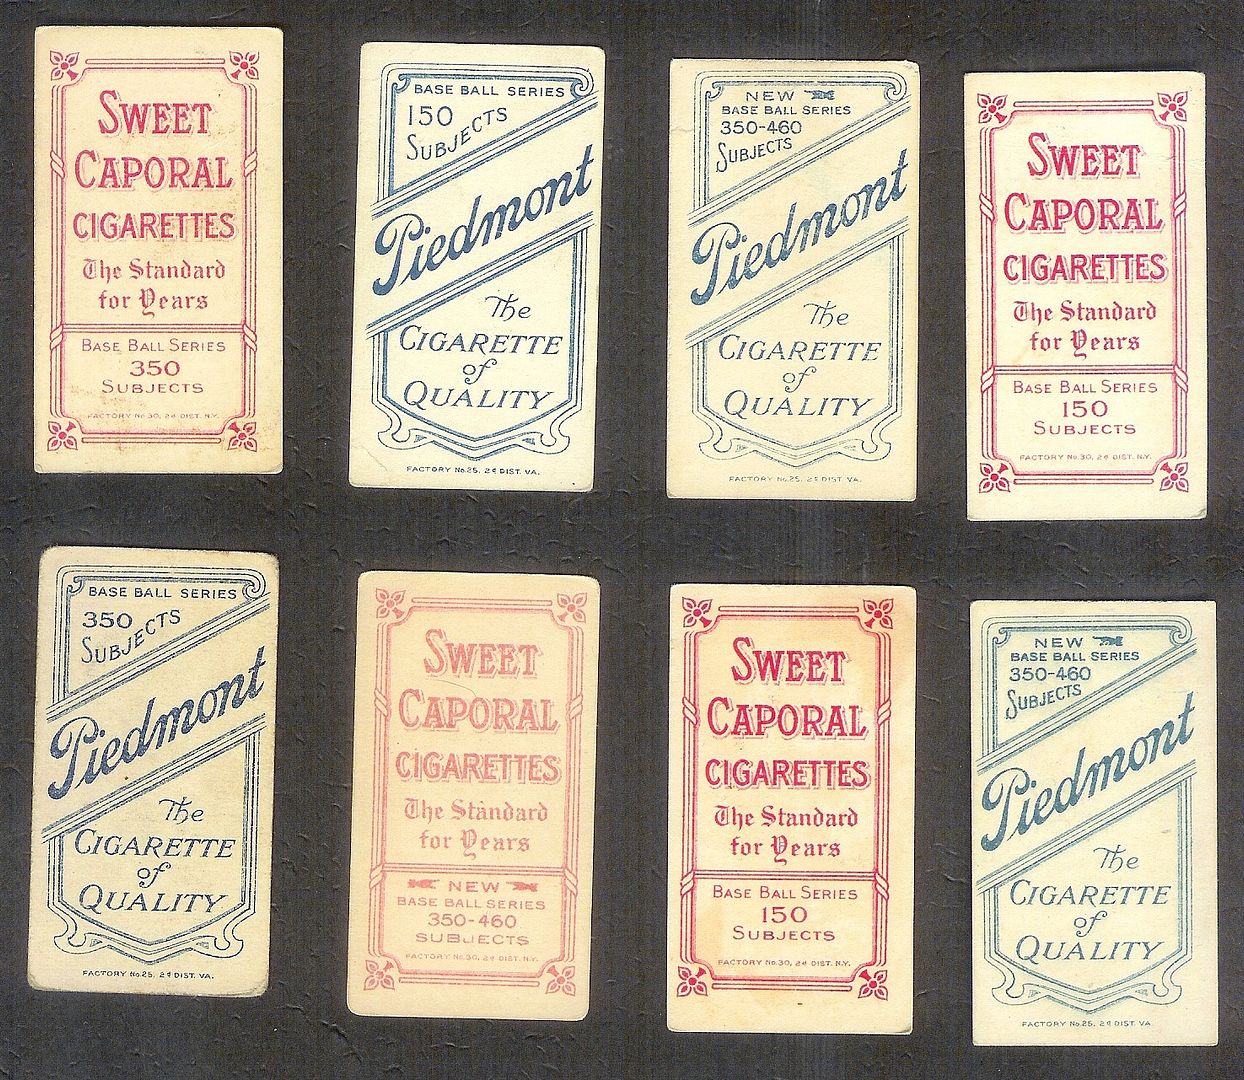 SWEET
CAPORAL
CIGARETTES
The Standard
for Years
BASE BALL SERIES
350
SUBJECTS
FACTORY No. 30, 2d DIST. N.Y.
BASE BALL SERIES
150
SUBJECTS
Piedmont
The
CIGARETTE
of
QUALITY
FACTORY No. 25, 2d DIST. VA.
NEW
BASE BALL SERIES
350-460
SUBJECTS
Piedmont
The
CIGARETTE
of
QUALITY
FACTORY No. 25, 2d DIST. VA.
SWEET
CAPORAL
CIGARETTES
The Standard
for Years
BASE BALL SERIES
150
SUBJECTS
FACTORY No. 30, 2d DIST. N.Y.
BASE BALL SERIES
350
SUBJECTS
Piedmont
The
CIGARETTE
of
QUALITY
FACTORY No. 25, 2d DIST. VA.
SWEET
CAPORAL
CIGARETTES
The Standard
for Years
NEW
BASE BALL SERIES
350-460
SUBJECTS
FACTORY No. 30, 2d DIST. N.Y.
SWEET
CAPORAL
CIGARETTES
The Standard
for Years
BASE BALL SERIES
150
SUBJECTS
FACTORY No. 30, 2d DIST. N.Y.
NEW
BASE BALL SERIES
350-460
SUBJECTS
Piedmont
The
CIGARETTE
of
QUALITY
FACTORY No. 25, 2d DIST. VA